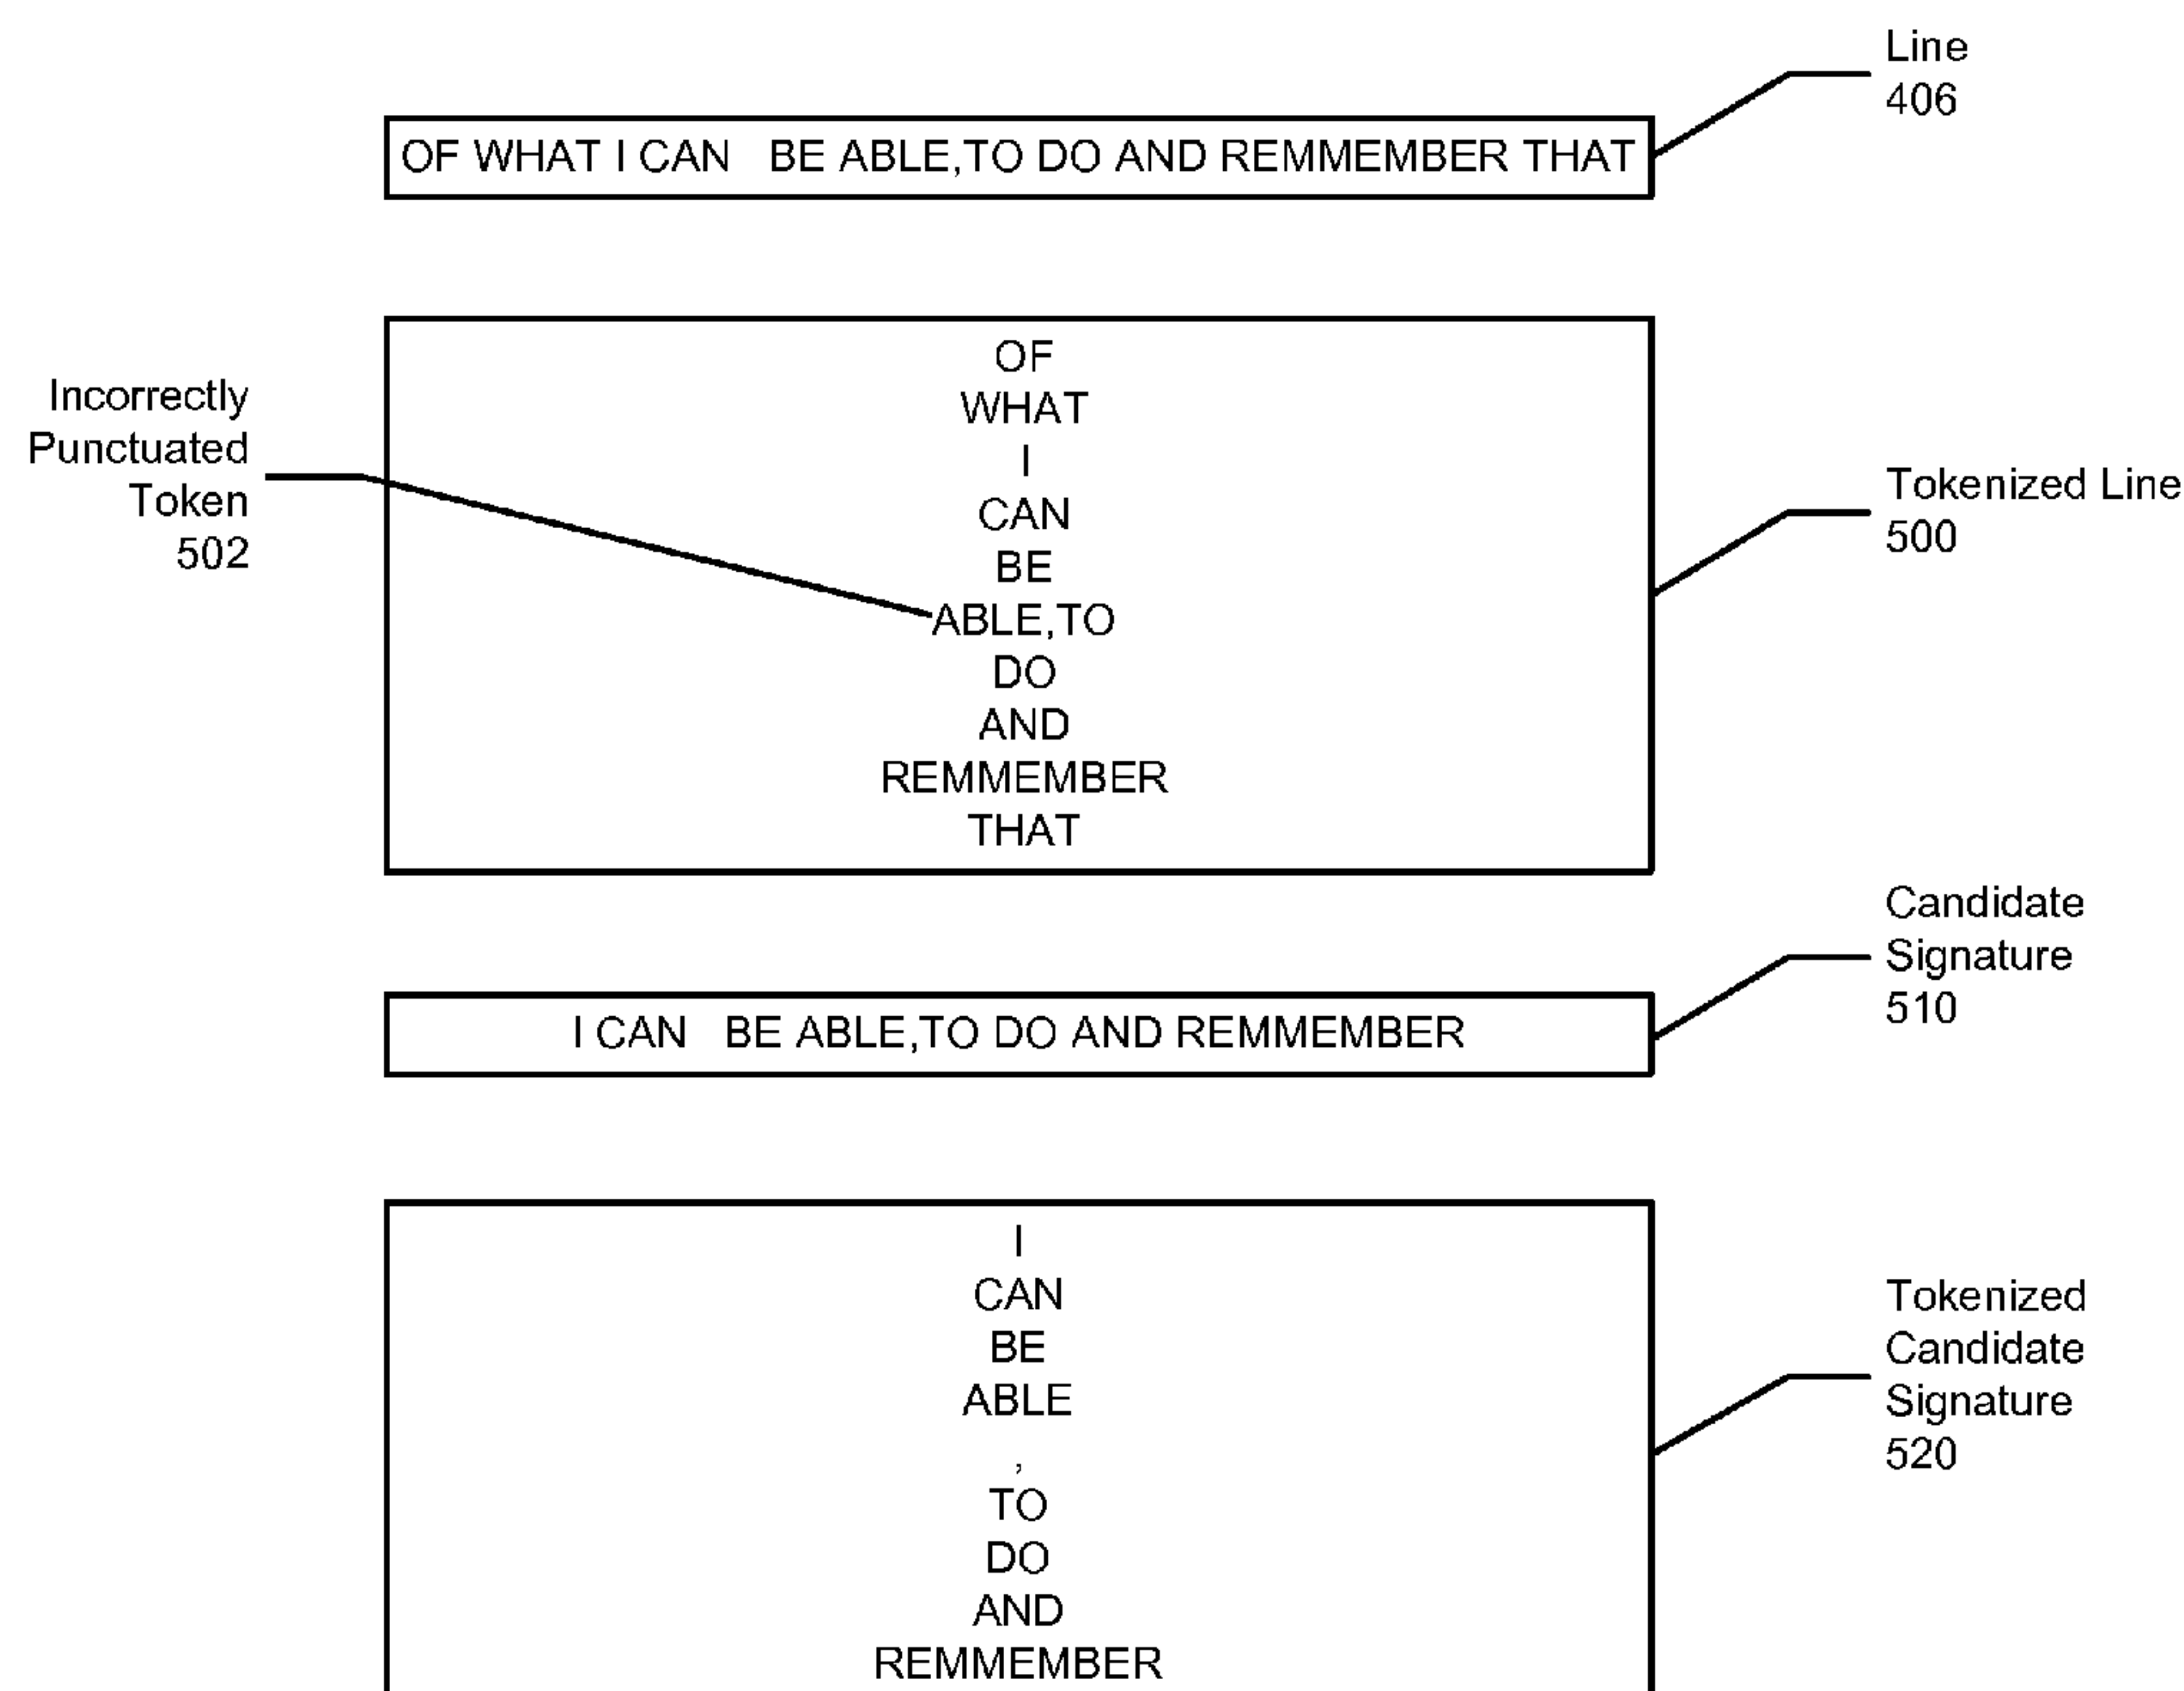 Line
406
OF WHAT I CAN   BE ABLE,TO DO AND REMMEMBER THAT
Incorrectly
Punctuated
Token
502
OF
WHAT
I
CAN
BE
ABLE,TO
DO
AND
REMMEMBER
THAT
Tokenized Line
500
Candidate
Signature
510
I CAN   BE ABLE,TO DO AND REMMEMBER
I
CAN
BE
ABLE
,
TO
DO
AND
REMMEMBER
Tokenized
Candidate
Signature
520